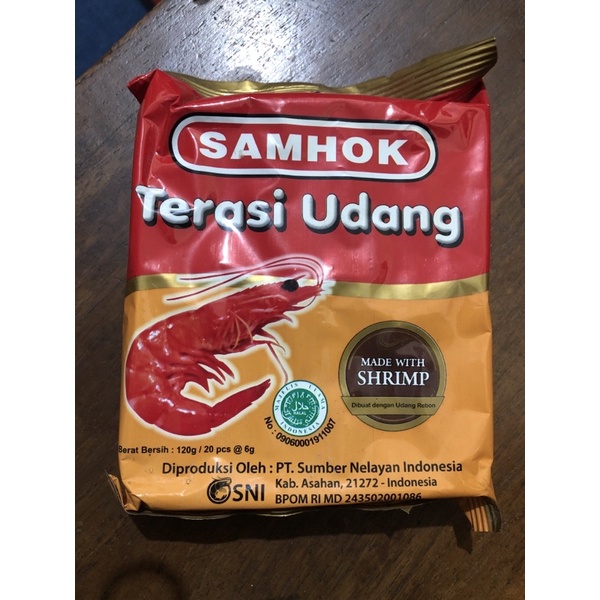 SAMHOK
Terasi Udang
MADE WITH
SHRIMP
Dibuat dengan Udang Rebon
MAJELIS ULAMA
حلال
INDONESIA
No : 09060001911007
Berat Bersih : 120g / 20 pcs @ 6g
Diproduksi Oleh : PT. Sumber Nelayan Indonesia
Kab. Asahan, 21272 - Indonesia
SNI
BPOM RI MD 243502001086